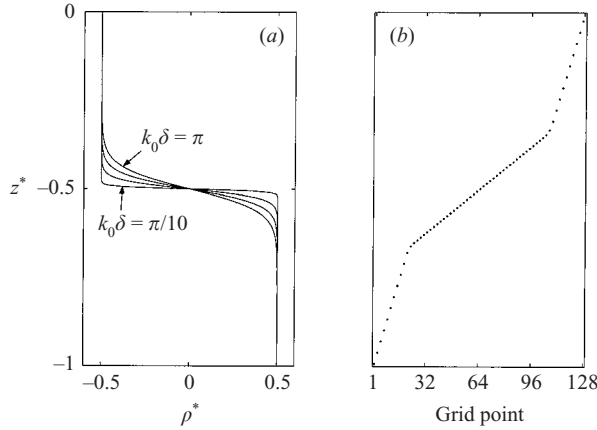 0
(a)
(b)
k₀δ = π
z*
−0.5
k₀δ = π/10
−1
−0.5
0
0.5
1
32
64
96
128
ρ*
Grid point